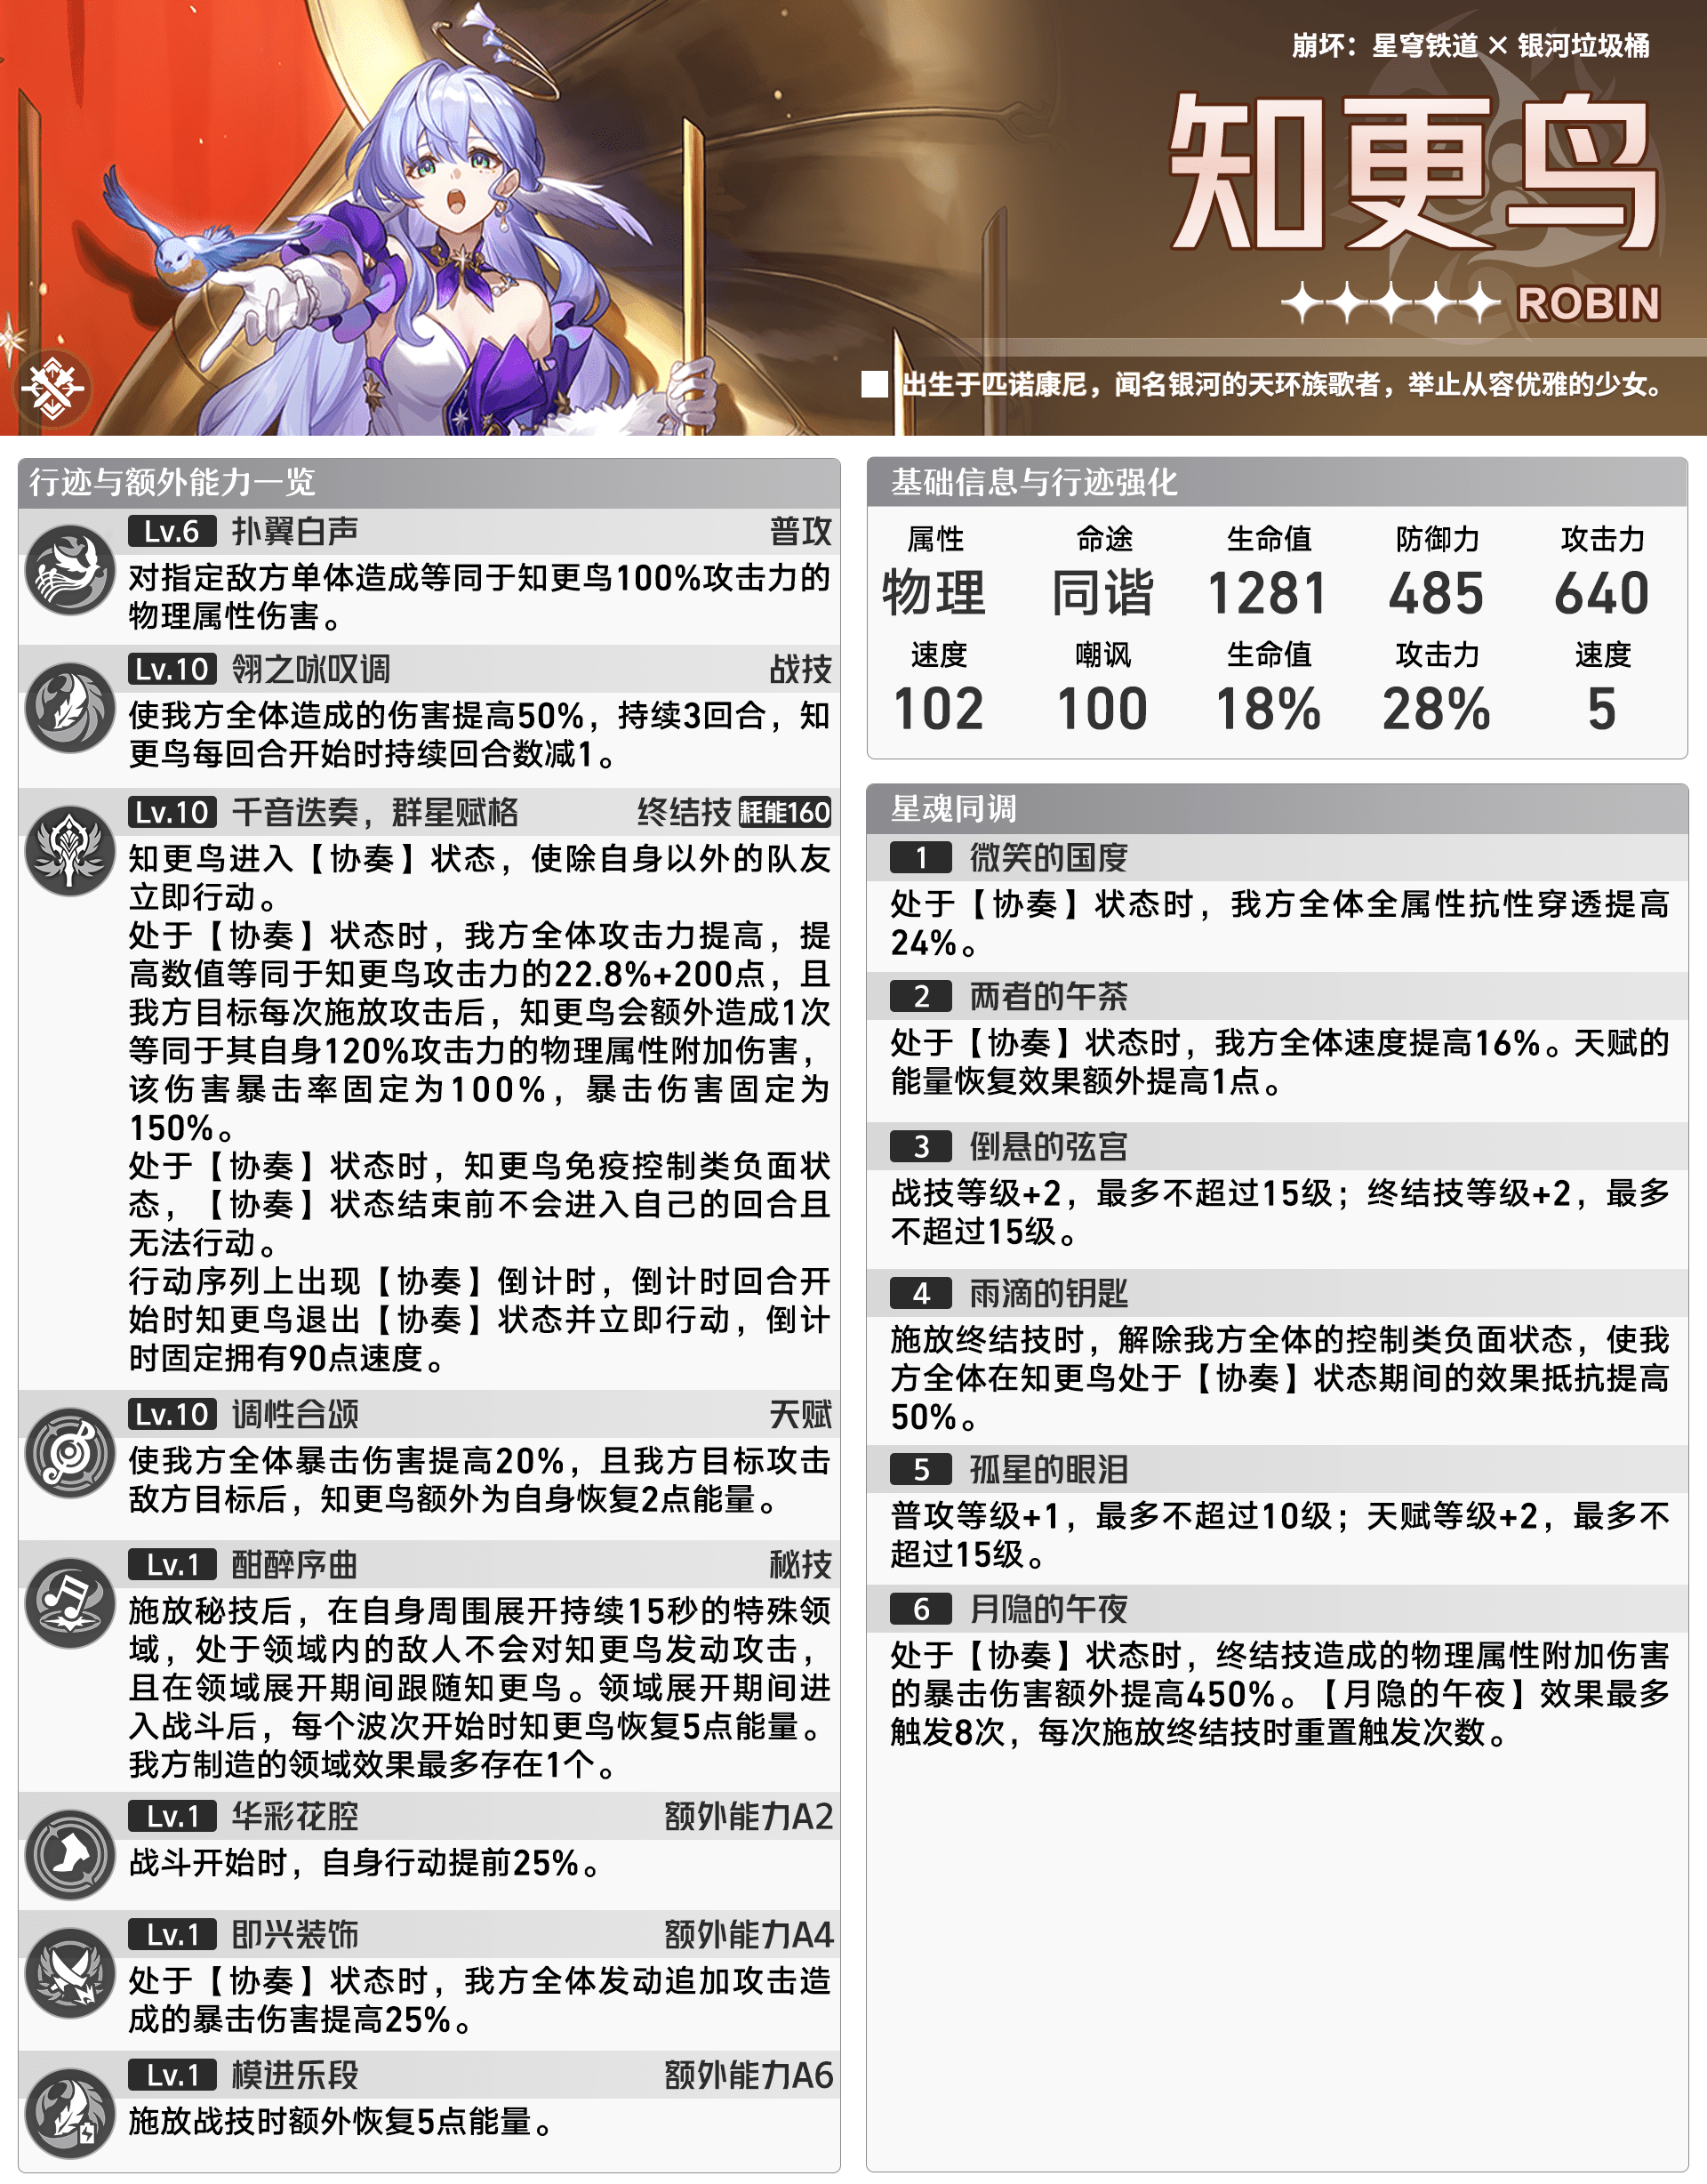 崩坏：星穹铁道 × 银河垃圾桶
知更鸟
ROBIN
出生于匹诺康尼，闻名银河的天环族歌者，举止从容优雅的少女。
行迹与额外能力一览
Lv.6 扑翼白声 普攻
对指定敌方单体造成等同于知更鸟100%攻击力的
物理属性伤害。
Lv.10 翎之咏叹调 战技
使我方全体造成的伤害提高50%，持续3回合，知
更鸟每回合开始时持续回合数减1。
Lv.10 千音迭奏，群星赋格 终结技 耗能160
知更鸟进入【协奏】状态，使除自身以外的队友
立即行动。
处于【协奏】状态时，我方全体攻击力提高，提
高数值等同于知更鸟攻击力的22.8%+200点，且
我方目标每次施放攻击后，知更鸟会额外造成1次
等同于其自身120%攻击力的物理属性附加伤害，
该伤害暴击率固定为100%，暴击伤害固定为
150%。
处于【协奏】状态时，知更鸟免疫控制类负面状
态，【协奏】状态结束前不会进入自己的回合且
无法行动。
行动序列上出现【协奏】倒计时，倒计时回合开
始时知更鸟退出【协奏】状态并立即行动，倒计
时固定拥有90点速度。
Lv.10 调性合颂 天赋
使我方全体暴击伤害提高20%，且我方目标攻击
敌方目标后，知更鸟额外为自身恢复2点能量。
Lv.1 酣醉序曲 秘技
施放秘技后，在自身周围展开持续15秒的特殊领
域，处于领域内的敌人不会对知更鸟发动攻击，
且在领域展开期间跟随知更鸟。领域展开期间进
入战斗后，每个波次开始时知更鸟恢复5点能量。
我方制造的领域效果最多存在1个。
Lv.1 华彩花腔 额外能力A2
战斗开始时，自身行动提前25%。
Lv.1 即兴装饰 额外能力A4
处于【协奏】状态时，我方全体发动追加攻击造
成的暴击伤害提高25%。
Lv.1 模进乐段 额外能力A6
施放战技时额外恢复5点能量。
基础信息与行迹强化
属性 命途 生命值 防御力 攻击力
物理 同谐 1281 485 640
速度 嘲讽 生命值 攻击力 速度
102 100 18% 28% 5
星魂同调
1 微笑的国度
处于【协奏】状态时，我方全体全属性抗性穿透提高
24%。
2 两者的午茶
处于【协奏】状态时，我方全体速度提高16%。天赋的
能量恢复效果额外提高1点。
3 倒悬的弦宫
战技等级+2，最多不超过15级；终结技等级+2，最多
不超过15级。
4 雨滴的钥匙
施放终结技时，解除我方全体的控制类负面状态，使我
方全体在知更鸟处于【协奏】状态期间的效果抵抗提高
50%。
5 孤星的眼泪
普攻等级+1，最多不超过10级；天赋等级+2，最多不
超过15级。
6 月隐的午夜
处于【协奏】状态时，终结技造成的物理属性附加伤害
的暴击伤害额外提高450%。【月隐的午夜】效果最多
触发8次，每次施放终结技时重置触发次数。